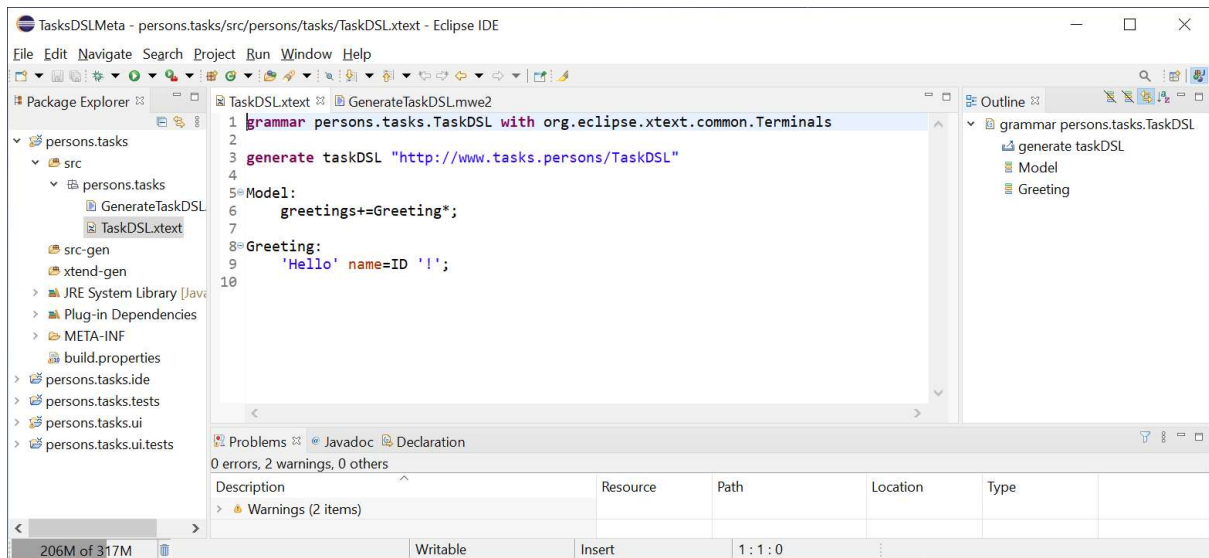 TasksDSLMeta - persons.tasks/src/persons/tasks/TaskDSL.xtext - Eclipse IDE
File Edit Navigate Search Project Run Window Help
Package Explorer
persons.tasks
src
persons.tasks
GenerateTaskDSL.
TaskDSL.xtext
src-gen
xtend-gen
JRE System Library [Java
Plug-in Dependencies
META-INF
build.properties
persons.tasks.ide
persons.tasks.tests
persons.tasks.ui
persons.tasks.ui.tests
TaskDSL.xtext GenerateTaskDSL.mwe2
1 grammar persons.tasks.TaskDSL with org.eclipse.xtext.common.Terminals
2
3 generate taskDSL "http://www.tasks.persons/TaskDSL"
4
5 Model:
6 greetings+=Greeting*;
7
8 Greeting:
9 'Hello' name=ID '!';
10
Outline
grammar persons.tasks.TaskDSL
generate taskDSL
Model
Greeting
Problems Javadoc Declaration
0 errors, 2 warnings, 0 others
Description Resource Path Location Type
Warnings (2 items)
206M of 317M Writable Insert 1 : 1 : 0